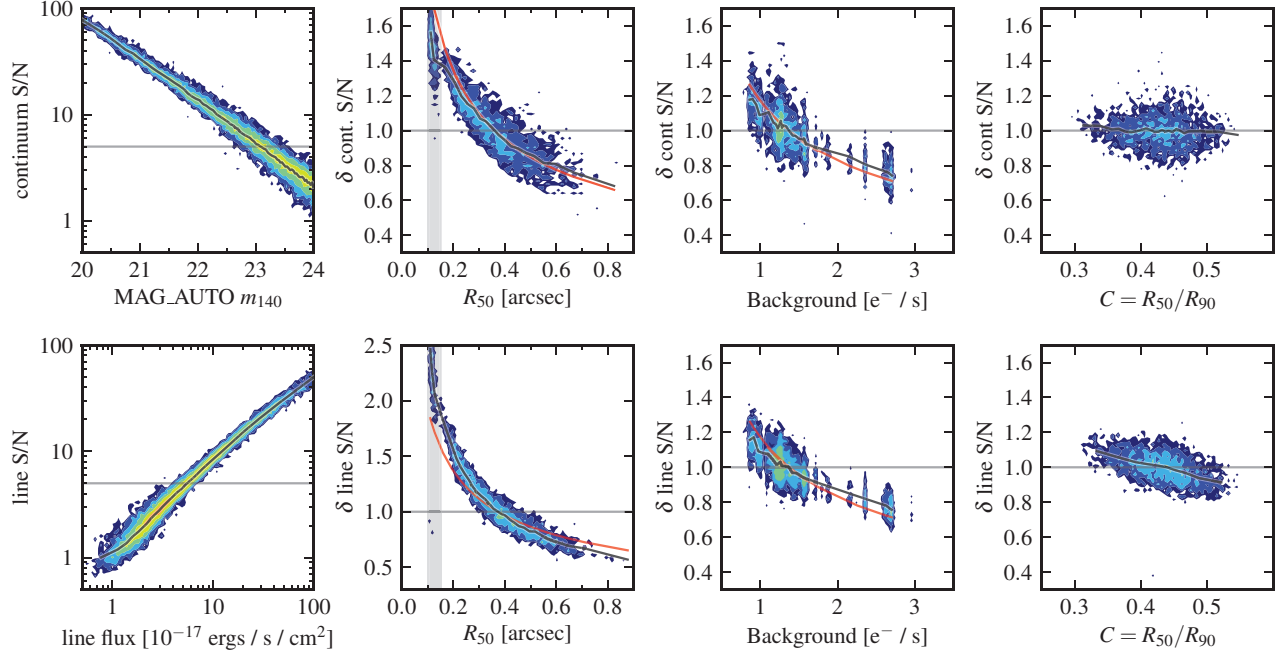 continuum S/N
100
10
1
20 21 22 23 24
MAG_AUTO m140
δ cont. S/N
1.6
1.4
1.2
1.0
0.8
0.6
0.4
0.0 0.2 0.4 0.6 0.8
R50 [arcsec]
δ cont S/N
1.6
1.4
1.2
1.0
0.8
0.6
0.4
1 2 3
Background [e− / s]
δ cont S/N
1.6
1.4
1.2
1.0
0.8
0.6
0.4
0.3 0.4 0.5
C = R50/R90
line S/N
100
10
1
1 10 100
line flux [10−17 ergs / s / cm2]
δ line S/N
2.5
2.0
1.5
1.0
0.5
0.0 0.2 0.4 0.6 0.8
R50 [arcsec]
δ line S/N
1.6
1.4
1.2
1.0
0.8
0.6
0.4
1 2 3
Background [e− / s]
δ line S/N
1.6
1.4
1.2
1.0
0.8
0.6
0.4
0.3 0.4 0.5
C = R50/R90